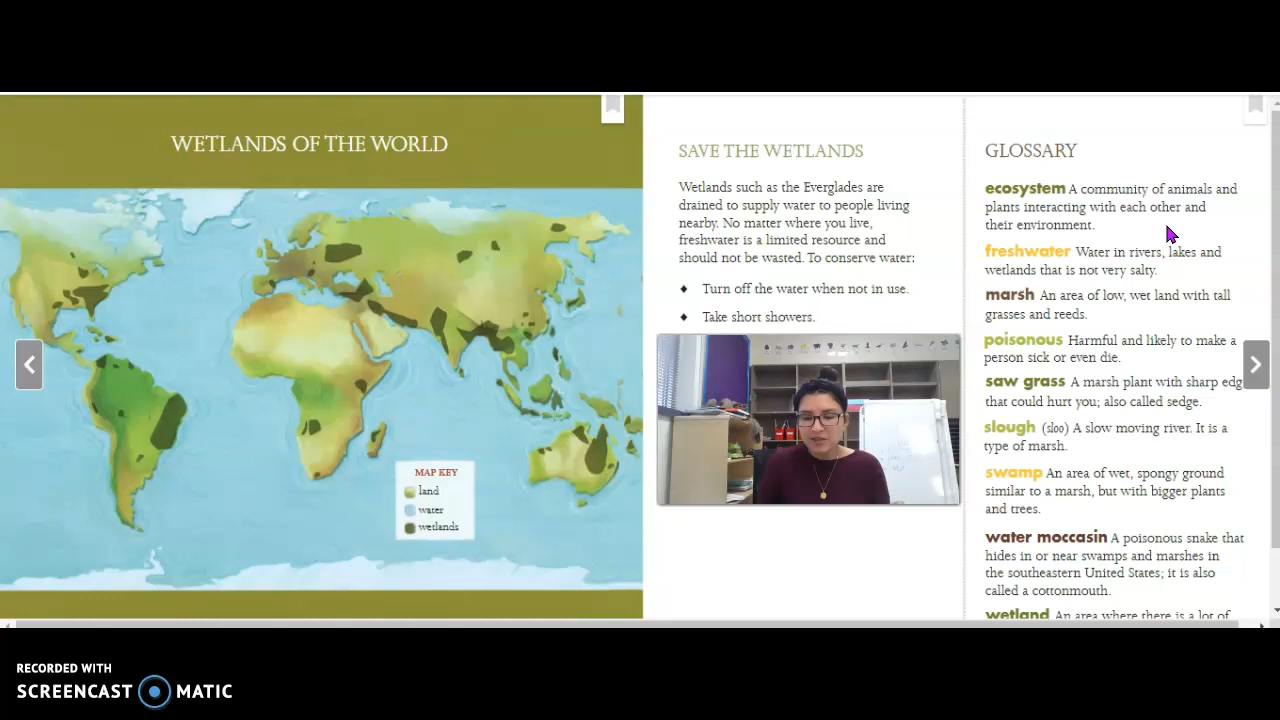 WETLANDS OF THE WORLD
MAP KEY
land
water
wetlands
SAVE THE WETLANDS
Wetlands such as the Everglades are
drained to supply water to people living
nearby. No matter where you live,
freshwater is a limited resource and
should not be wasted. To conserve water:
♦ Turn off the water when not in use.
♦ Take short showers.
GLOSSARY
ecosystem A community of animals and
plants interacting with each other and
their environment.
freshwater Water in rivers, lakes and
wetlands that is not very salty.
marsh An area of low, wet land with tall
grasses and reeds.
poisonous Harmful and likely to make a
person sick or even die.
saw grass A marsh plant with sharp edg
that could hurt you; also called sedge.
slough (sloo) A slow moving river. It is a
type of marsh.
swamp An area of wet, spongy ground
similar to a marsh, but with bigger plants
and trees.
water moccasin A poisonous snake that
hides in or near swamps and marshes in
the southeastern United States; it is also
called a cottonmouth.
wetland An area where there is a lot of
RECORDED WITH
SCREENCAST MATIC